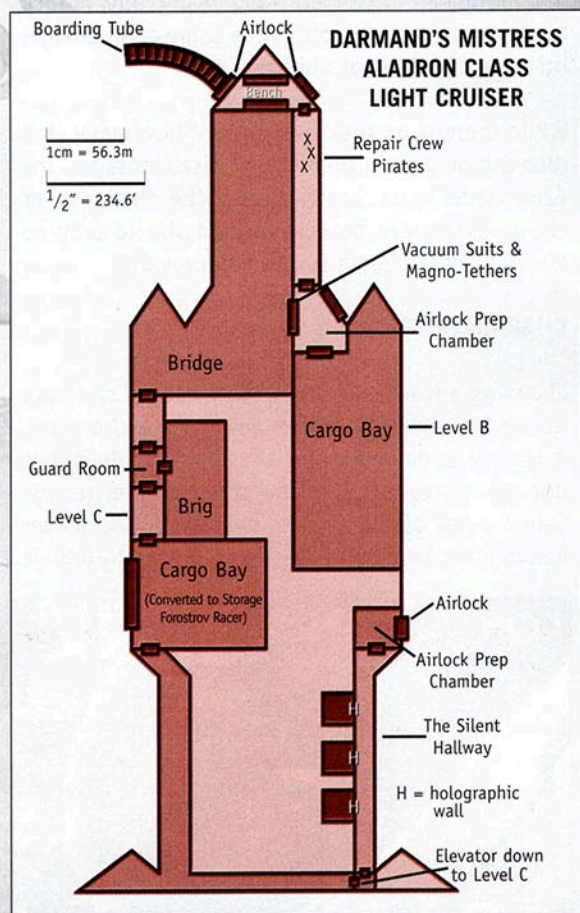 Boarding Tube
Airlock
DARMAND'S MISTRESS
ALADRON CLASS
LIGHT CRUISER
Bench
1cm = 56.3m
1/2" = 234.6'
x
x
x
Repair Crew
Pirates
Vacuum Suits &
Magno-Tethers
Airlock Prep
Chamber
Bridge
Cargo Bay
Level B
Guard Room
Brig
Level C
Cargo Bay
(Converted to Storage
Forostrov Racer)
Airlock
Airlock Prep
Chamber
H
The Silent
Hallway
H
H = holographic
wall
H
Elevator down
to Level C